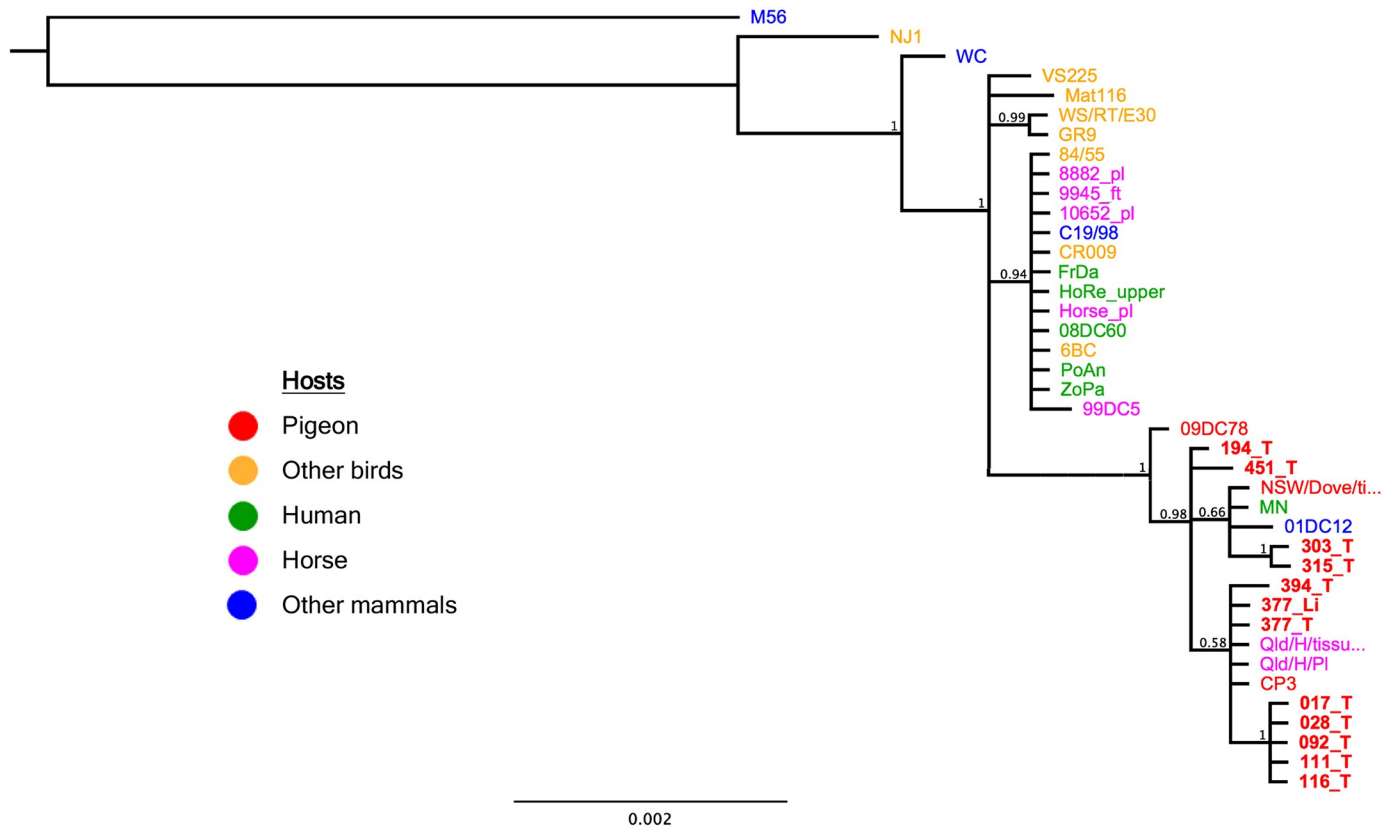 M56
NJ1
WC
VS225
Mat116
0.99
WS/RT/E30
GR9
1
84/55
8882_pl
9945_ft
10652_pl
1
C19/98
CR009
0.94
FrDa
HoRe_upper
Horse_pl
08DC60
6BC
PoAn
ZoPa
99DC5
Hosts
Pigeon
Other birds
Human
Horse
Other mammals
09DC78
194_T
1
451_T
NSW/Dove/ti...
MN
0.98
0.66
01DC12
1
303_T
315_T
394_T
377_Li
377_T
0.58
Qld/H/tissu...
Qld/H/Pl
CP3
017_T
028_T
1
092_T
111_T
116_T
0.002